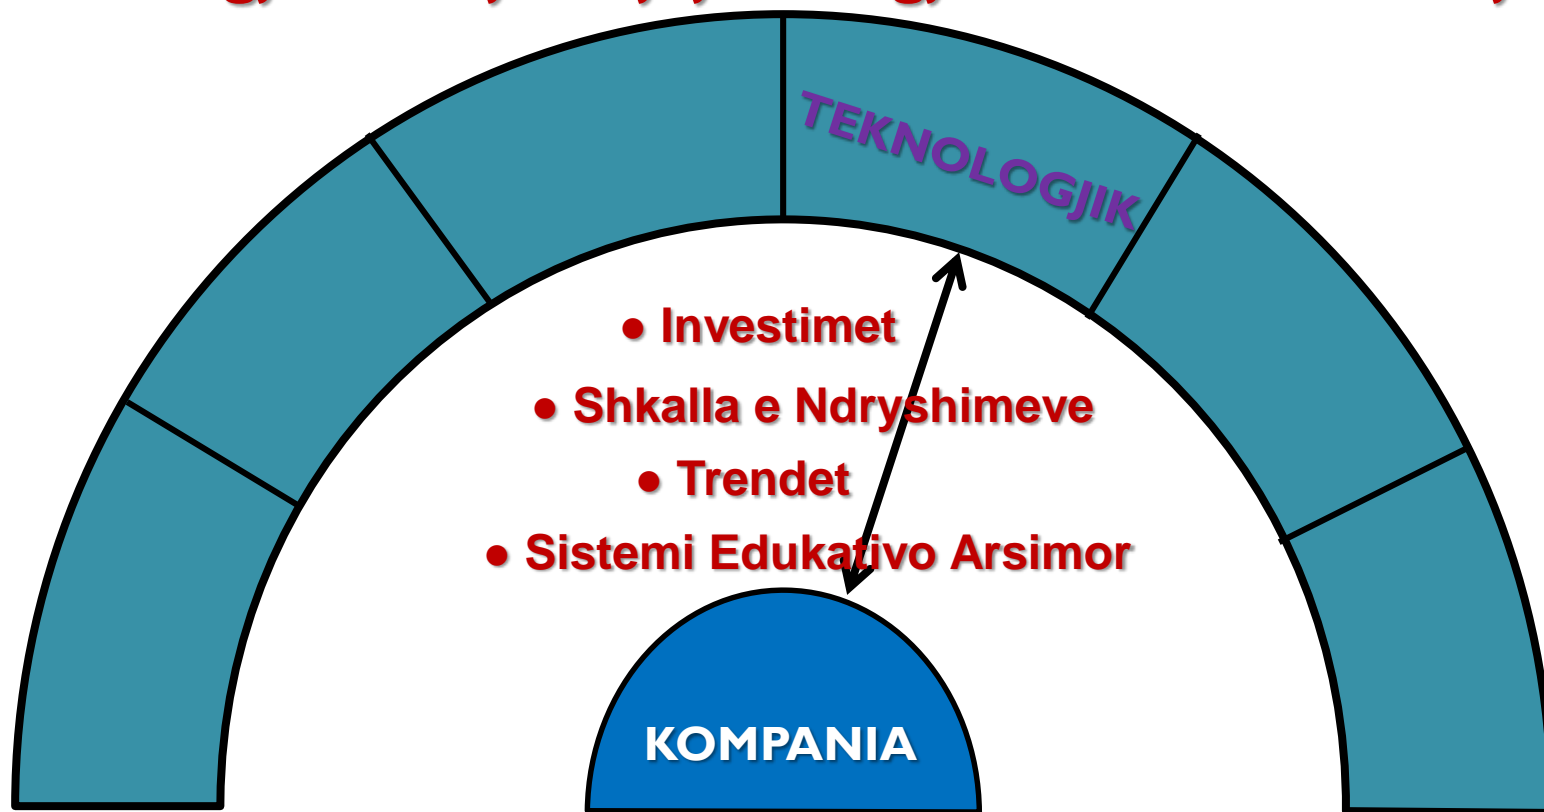 TEKNOLOGJIK
● Investimet
● Shkalla e Ndryshimeve
● Trendet
● Sistemi Edukativo Arsimor
KOMPANIA